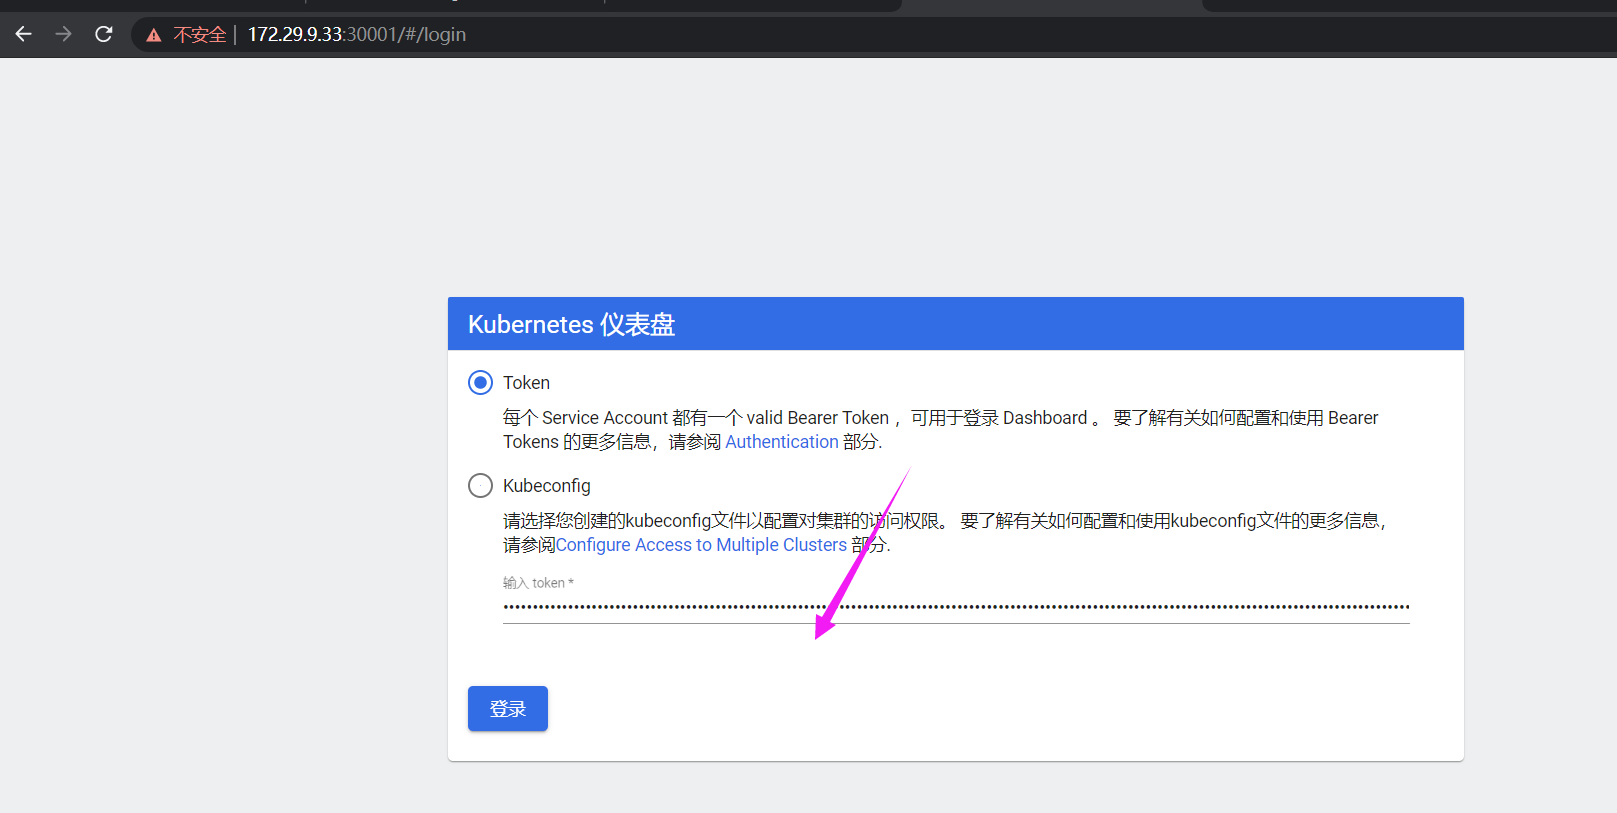 不安全 | 172.29.9.33:30001/#/login
Kubernetes 仪表盘
Token
每个 Service Account 都有一个 valid Bearer Token ，可用于登录 Dashboard 。 要了解有关如何配置和使用 Bearer
Tokens 的更多信息，请参阅 Authentication 部分.
Kubeconfig
请选择您创建的kubeconfig文件以配置对集群的访问权限。 要了解有关如何配置和使用kubeconfig文件的更多信息，
请参阅Configure Access to Multiple Clusters 部分.
输入 token *
登录